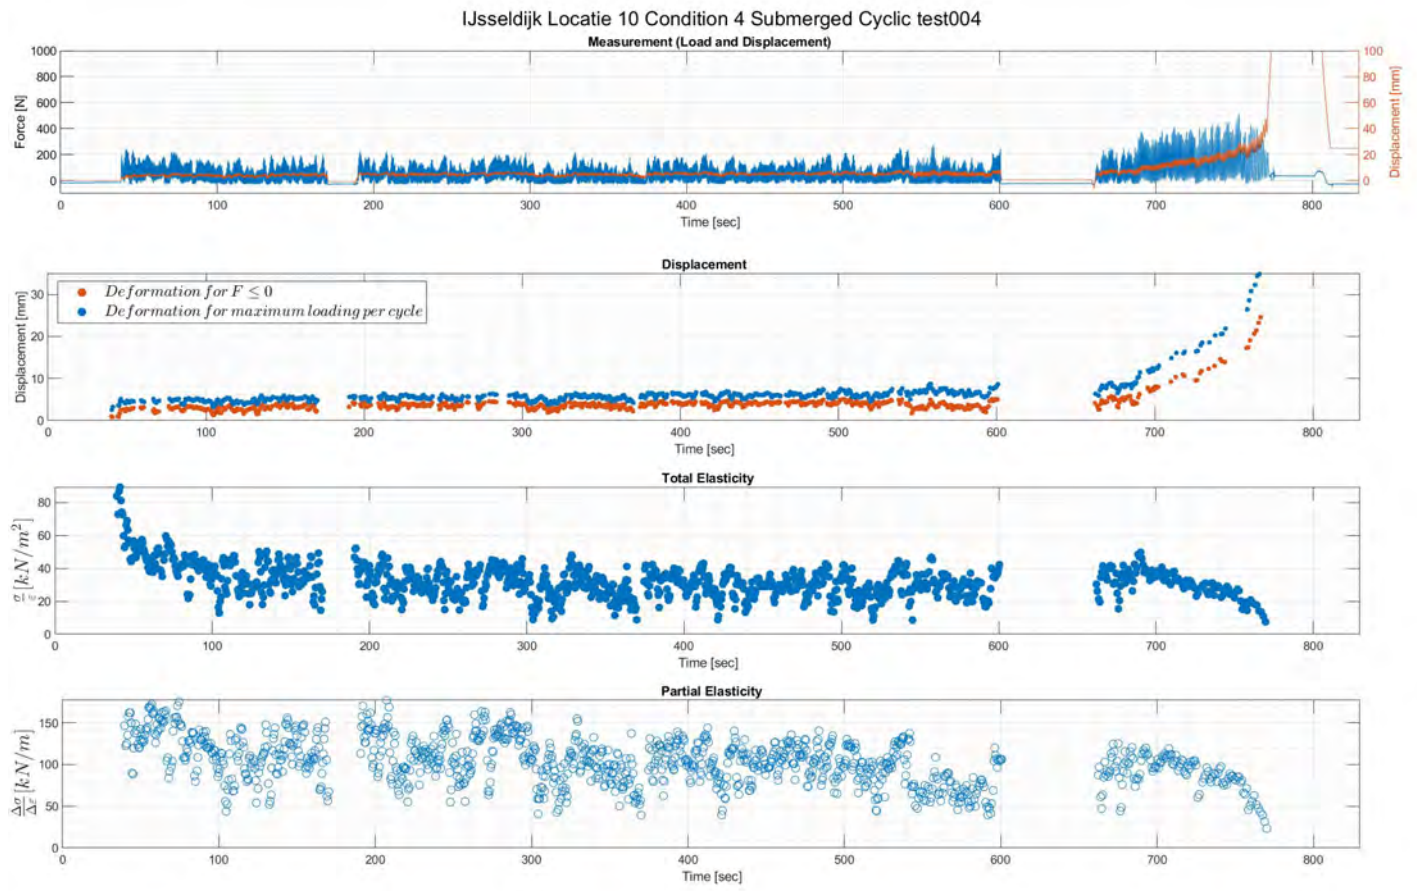 IJsseldijk Locatie 10 Condition 4 Submerged Cyclic test004
Measurement (Load and Displacement)
1000
800
600
400
200
0
Force [N]
100
80
60
40
20
0
Displacement [mm]
0 100 200 300 400 500 600 700 800
Time [sec]
Displacement
Deformation for F ≤ 0
Deformation for maximum loading per cycle
30
20
10
0
Displacement [mm]
0 100 200 300 400 500 600 700 800
Time [sec]
Total Elasticity
80
60
40
20
0
σ/ε [kN/m²]
0 100 200 300 400 500 600 700 800
Time [sec]
Partial Elasticity
150
100
50
0
Δσ/Δε [kN/m]
0 100 200 300 400 500 600 700 800
Time [sec]